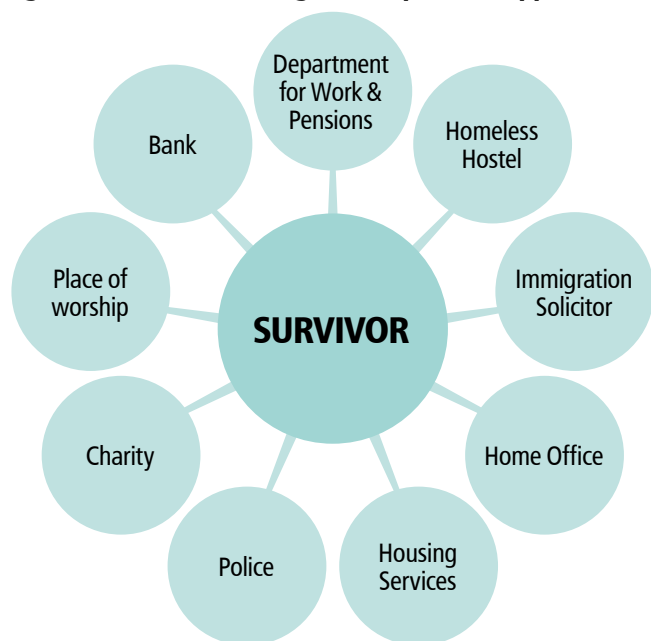 Department
for Work &
Pensions
Homeless
Hostel
Immigration
Solicitor
Home Office
Housing
Services
Police
Charity
Place of
worship
Bank
SURVIVOR